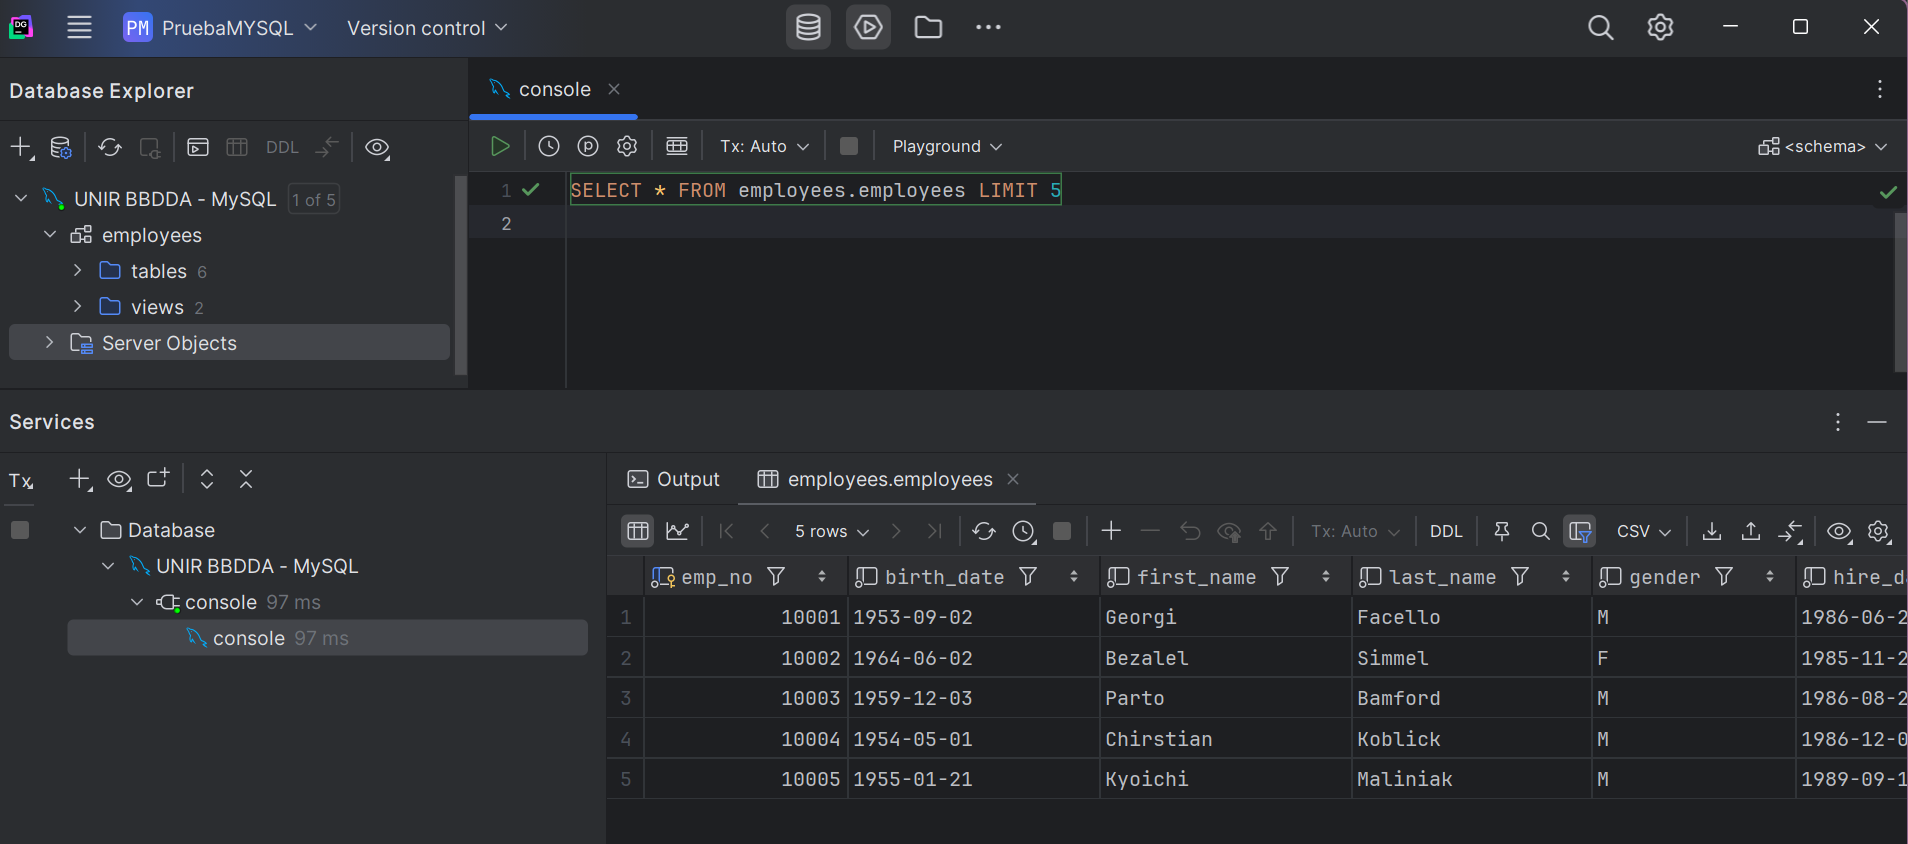 DG PM PruebaMYSQL Version control
Database Explorer
console
DDL
Tx: Auto Playground <schema>
UNIR BBDDA - MySQL 1 of 5
employees
tables 6
views 2
Server Objects
1 SELECT * FROM employees.employees LIMIT 5
2
Services
Tx
Database
UNIR BBDDA - MySQL
console 97 ms
console 97 ms
Output employees.employees
5 rows Tx: Auto DDL CSV
emp_no birth_date first_name last_name gender hire_d
1 10001 1953-09-02 Georgi Facello M 1986-06-2
2 10002 1964-06-02 Bezalel Simmel F 1985-11-2
3 10003 1959-12-03 Parto Bamford M 1986-08-2
4 10004 1954-05-01 Chirstian Koblick M 1986-12-0
5 10005 1955-01-21 Kyoichi Maliniak M 1989-09-1